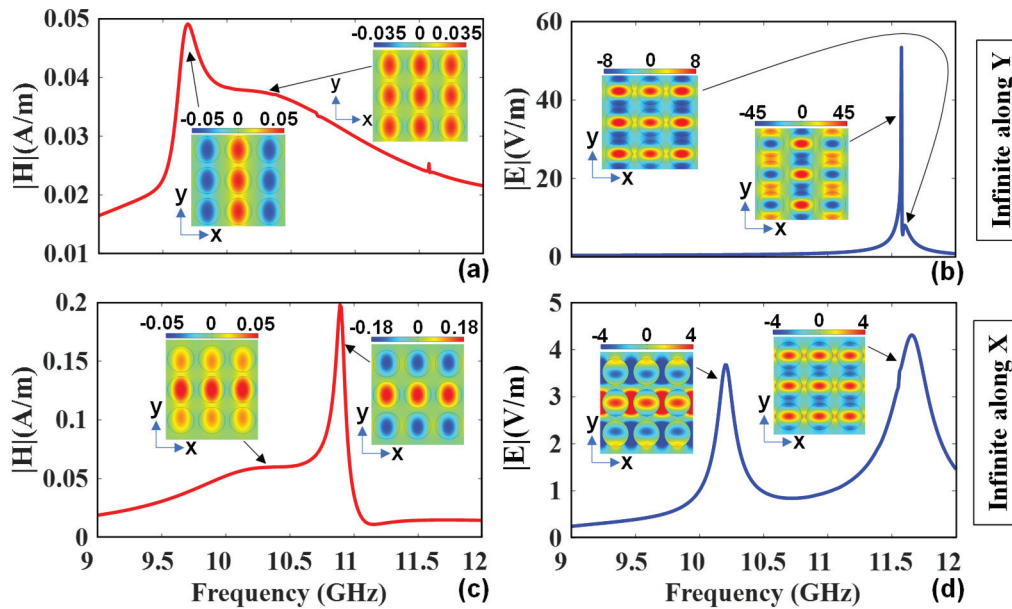 0.05
0.04
0.03
0.02
0.01
|H|(A/m)
-0.035 0 0.035
y
x
-0.05 0 0.05
y
x
(a)
60
40
20
0
|E|(V/m)
-8 0 8
y
x
-45 0 45
y
x
(b)
Infinite along Y
0.2
0.15
0.1
0.05
0
|H|(A/m)
-0.05 0 0.05
y
x
-0.18 0 0.18
y
x
9 9.5 10 10.5 11 11.5 12
Frequency (GHz)
(c)
5
4
3
2
1
0
|E|(V/m)
-4 0 4
y
x
-4 0 4
y
x
9 9.5 10 10.5 11 11.5 12
Frequency (GHz)
(d)
Infinite along X